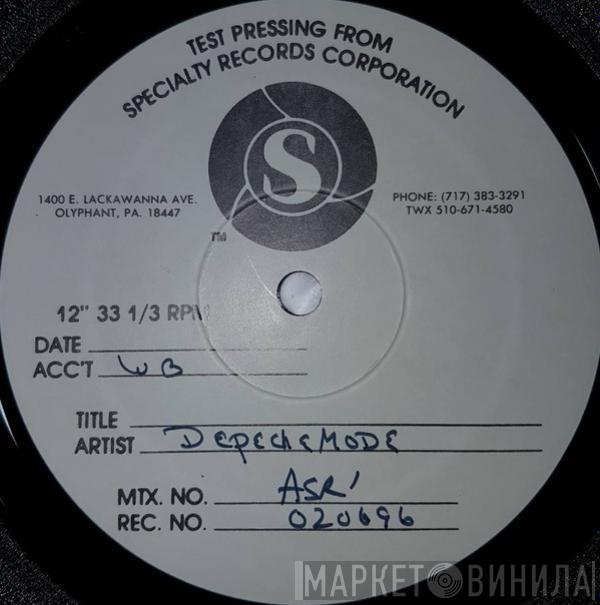 TEST PRESSING FROM
SPECIALTY RECORDS CORPORATION
S
1400 E. LACKAWANNA AVE.
OLYPHANT, PA. 18447
PHONE: (717) 383-3291
TWX 510-671-4580
TM
12" 33 1/3 RPM
DATE
ACC'T WB
TITLE
ARTIST DEPECHE MODE
MTX. NO. ASR'
REC. NO. 020696
МАРКЕТ ВИНИЛА